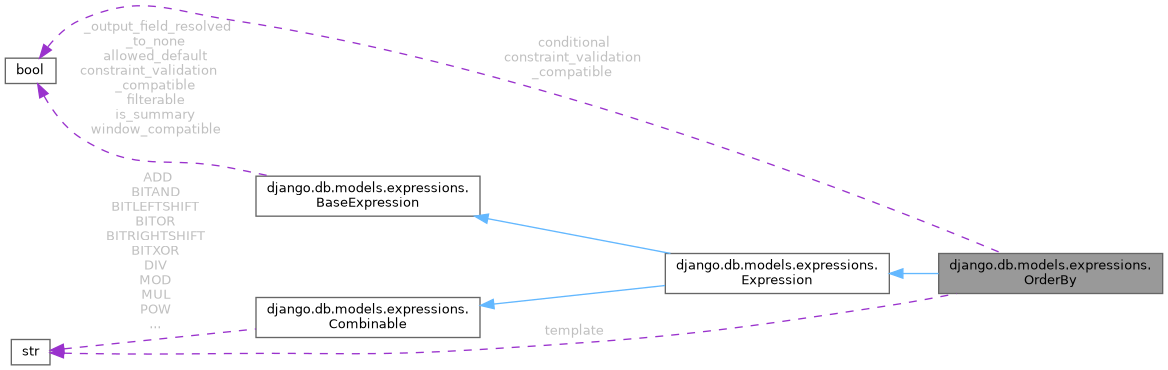 _output_field_resolved
_to_none
allowed_default
constraint_validation
_compatible
filterable
is_summary
window_compatible
conditional
constraint_validation
_compatible
bool
ADD
BITAND
BITLEFTSHIFT
BITOR
BITRIGHTSHIFT
BITXOR
DIV
MOD
MUL
POW
...
django.db.models.expressions.
BaseExpression
django.db.models.expressions.
Expression
django.db.models.expressions.
OrderBy
django.db.models.expressions.
Combinable
template
str